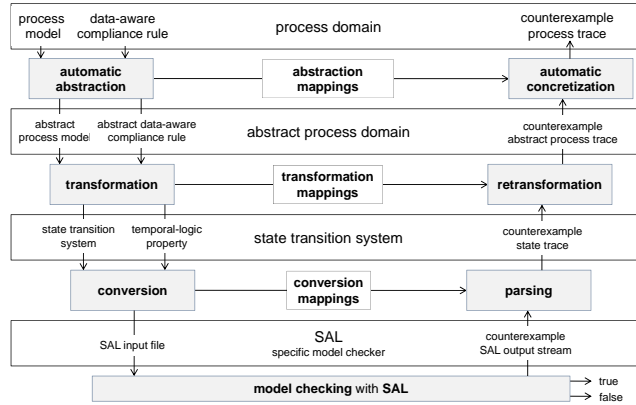 process
model
data-aware
compliance rule
process domain
counterexample
process trace
automatic
abstraction
abstraction
mappings
automatic
concretization
abstract
process model
abstract data-aware
compliance rule
abstract process domain
counterexample
abstract process trace
transformation
transformation
mappings
retransformation
state transition
system
temporal-logic
property
state transition system
counterexample
state trace
conversion
conversion
mappings
parsing
SAL input file
SAL
specific model checker
counterexample
SAL output stream
model checking with SAL
true
false